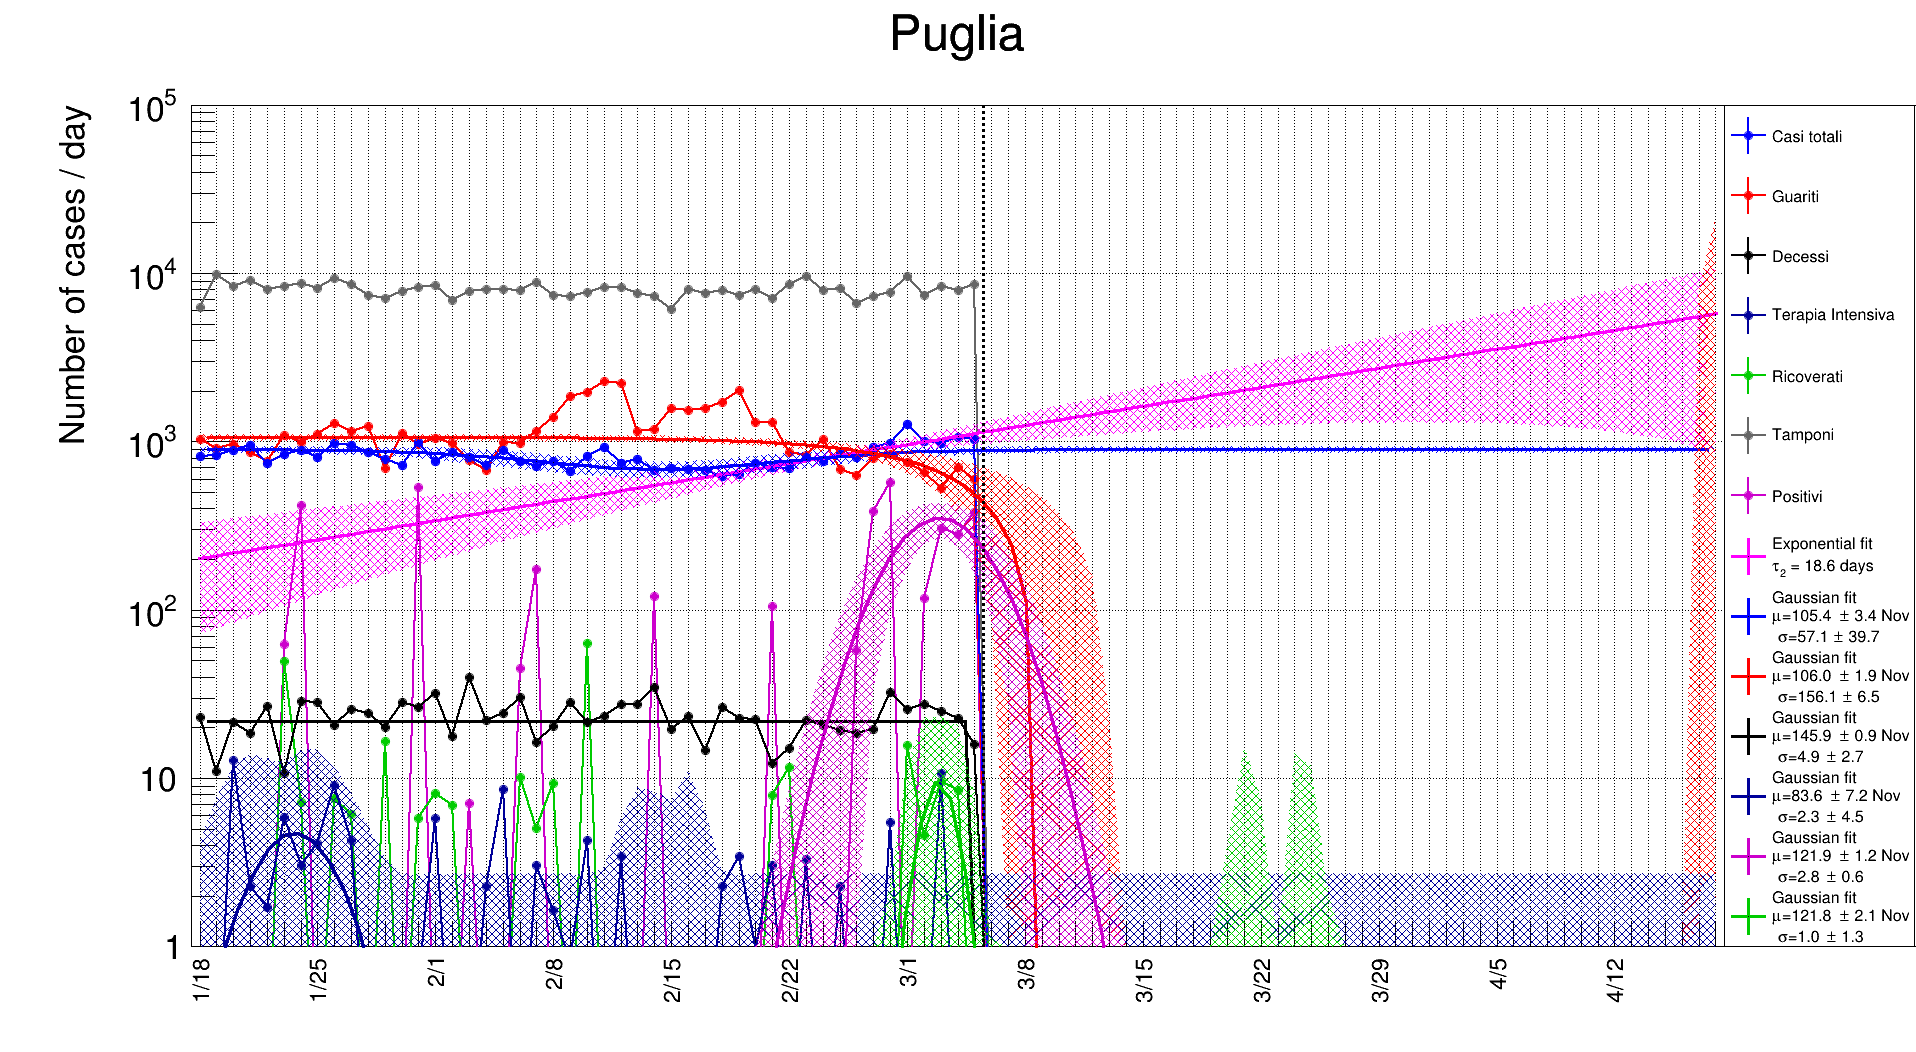 Puglia
Number of cases / day
10^5
10^4
10^3
10^2
10
1
1/18
1/25
2/1
2/8
2/15
2/22
3/1
3/8
3/15
3/22
3/29
4/5
4/12
Casi totali
Guariti
Decessi
Terapia Intensiva
Ricoverati
Tamponi
Positivi
Exponential fit
τ₂ = 18.6 days
Gaussian fit
μ=105.4 ± 3.4 Nov
σ=57.1 ± 39.7
Gaussian fit
μ=106.0 ± 1.9 Nov
σ=156.1 ± 6.5
Gaussian fit
μ=145.9 ± 0.9 Nov
σ=4.9 ± 2.7
Gaussian fit
μ=83.6 ± 7.2 Nov
σ=2.3 ± 4.5
Gaussian fit
μ=121.9 ± 1.2 Nov
σ=2.8 ± 0.6
Gaussian fit
μ=121.8 ± 2.1 Nov
σ=1.0 ± 1.3